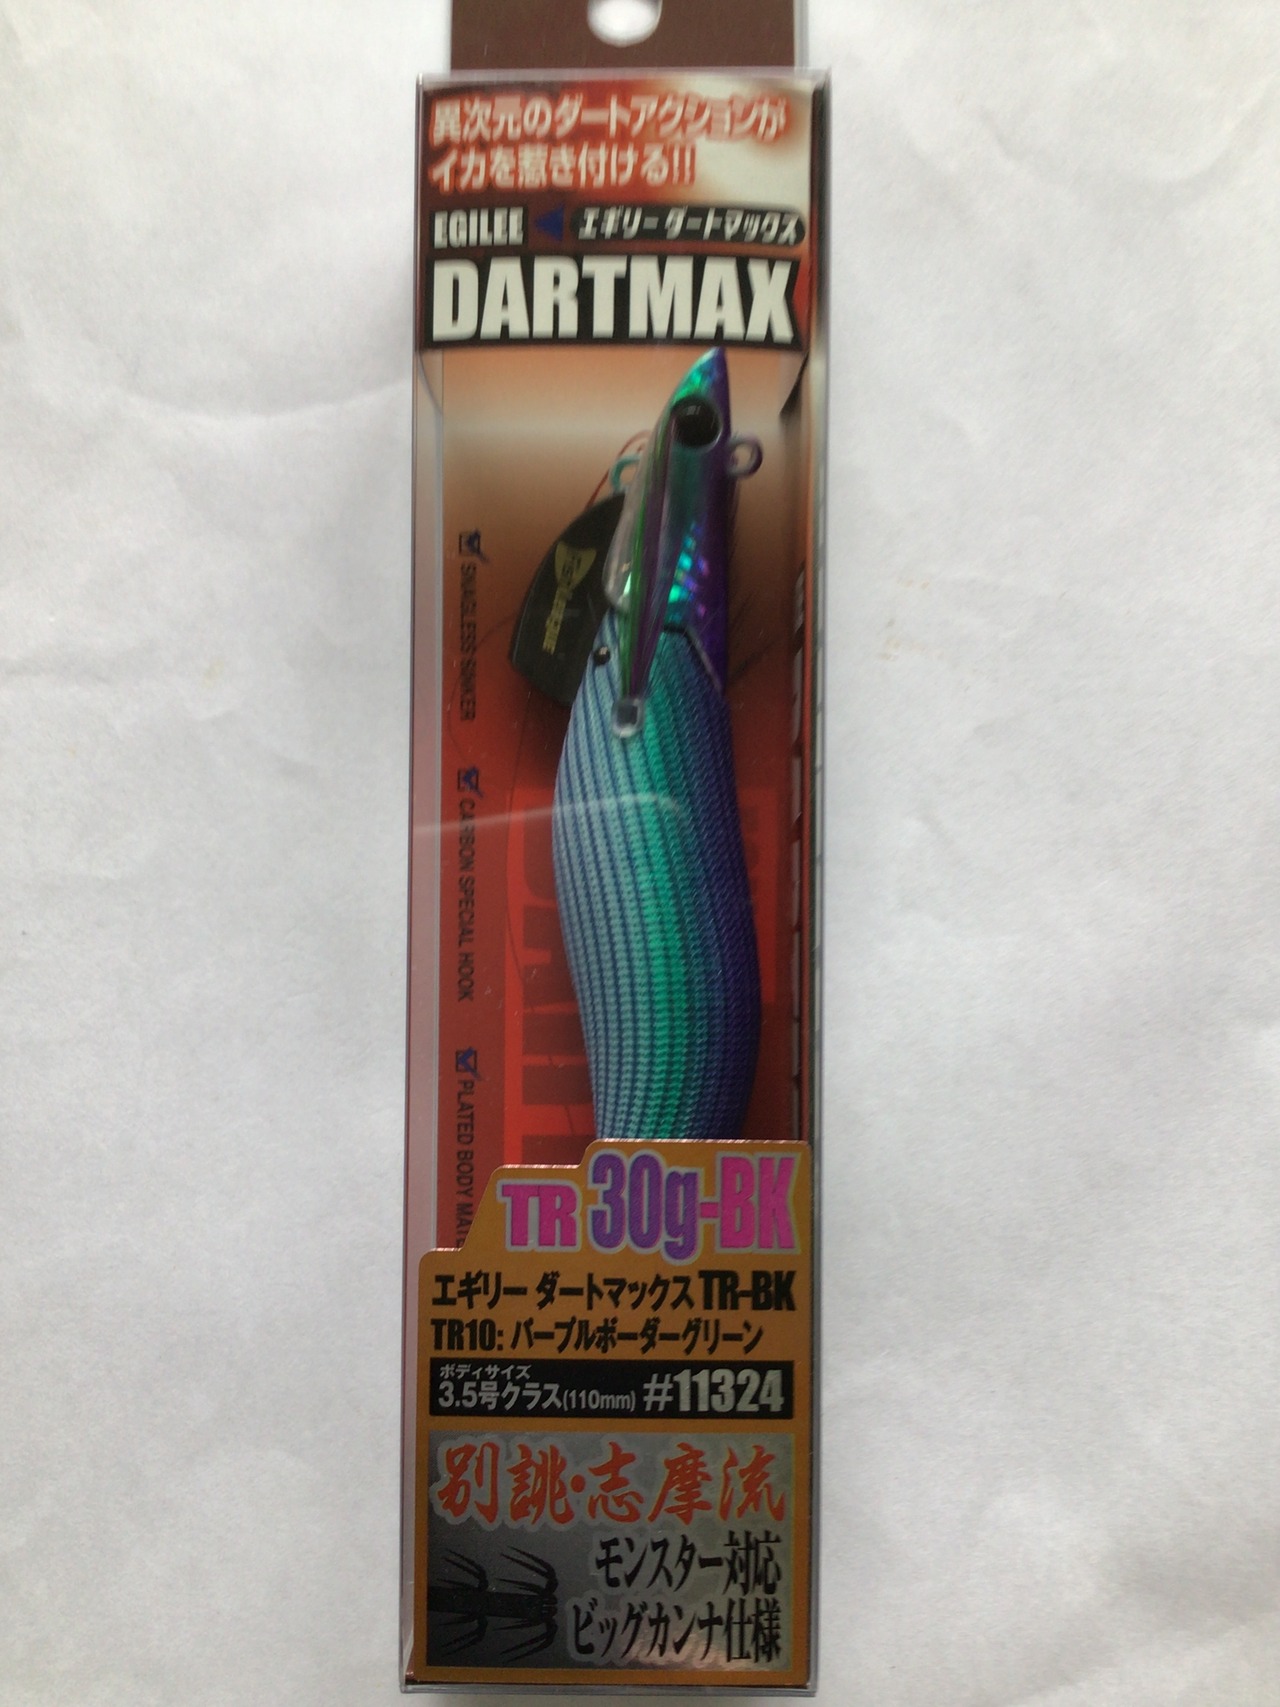 異次元のダートアクションが
イカを惹き付ける!!
EGILEE エギリー ダートマックス
DARTMAX
SNAGLESS SINKER
CARBON SPECIAL HOOK
PLATED BODY
TR 30g-BK
エギリー ダートマックス TR-BK
TR10: パープルボーダーグリーン
ボディサイズ
3.5号クラス(110mm) #11324
別誂・志摩流
モンスター対応
ビッグカンナ仕様